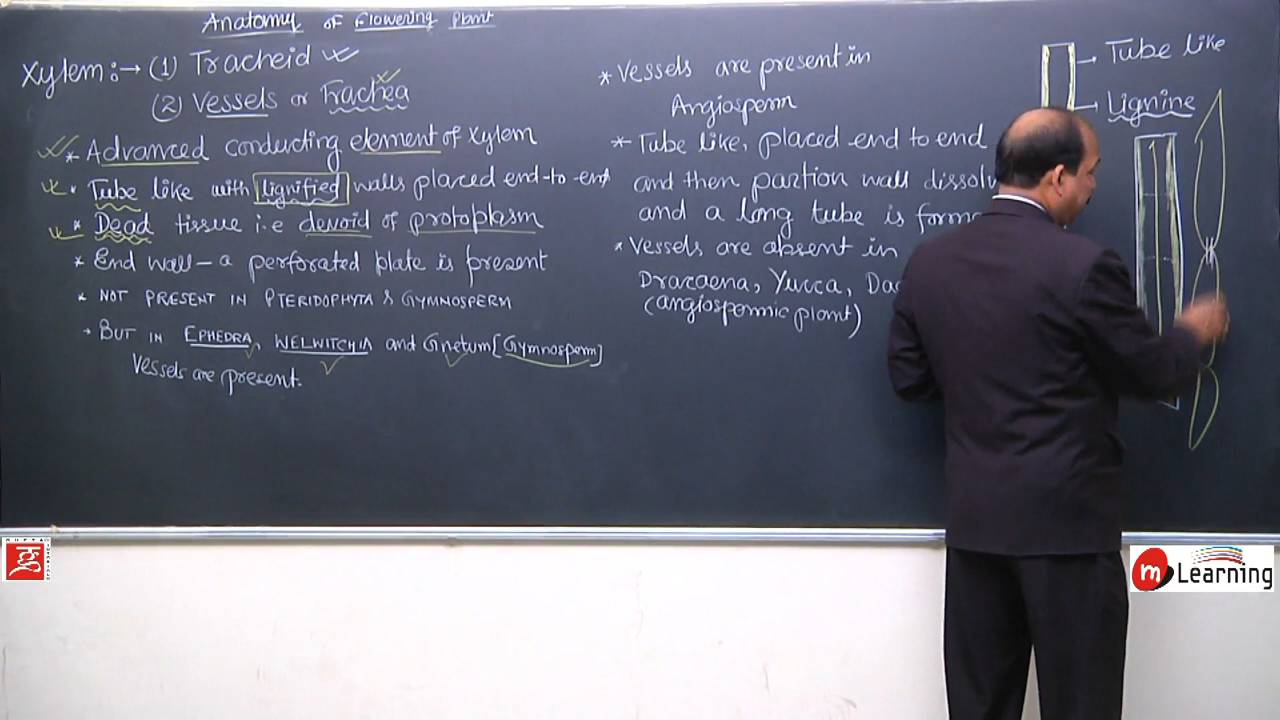 Anatomy of Flowering Plant
Xylem:→ (1) Tracheid
(2) Vessels or Trachea
* Advanced conducting element of Xylem
* Tube like with lignified walls placed end-to-end
* Dead tissue i.e devoid of protoplasm
* End wall - a perforated plate is present
* NOT PRESENT IN PTERIDOPHYTA & GYMNOSPERM
* BUT IN EPHEDRA, WELWITCHIA and Gnetum [Gymnosperm]
Vessels are present.
* Vessels are present in
Angiosperm
* Tube like, placed end to end
and then partion wall dissolv
and a long tube is forme
* Vessels are absent in
Dracaena, Yucca,
(angiospermic plant)
→ Tube like
→ Lignine
m Learning